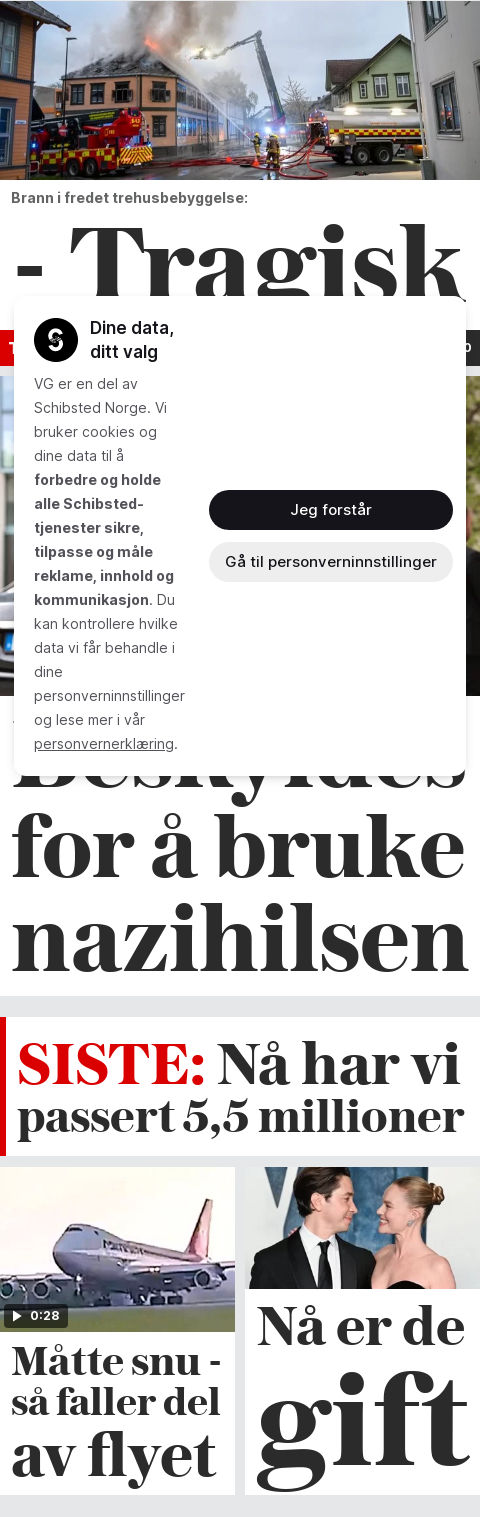 Brann i fredet trehusbebyggelse:
- Tragisk
Dine data,
ditt valg
VG er en del av
Schibsted Norge. Vi
bruker cookies og
dine data til å
forbedre og holde
alle Schibsted-
tjenester sikre,
tilpasse og måle
reklame, innhold og
kommunikasjon. Du
kan kontrollere hvilke
data vi får behandle i
dine
personverninnstillinger
og lese mer i vår
personvernerklæring.
Jeg forstår
Gå til personverninnstillinger
Beskyldes
for å bruke
nazihilsen
SISTE: Nå har vi
passert 5,5 millioner
0:28
Måtte snu -
så faller del
av flyet
Nå er de
gift